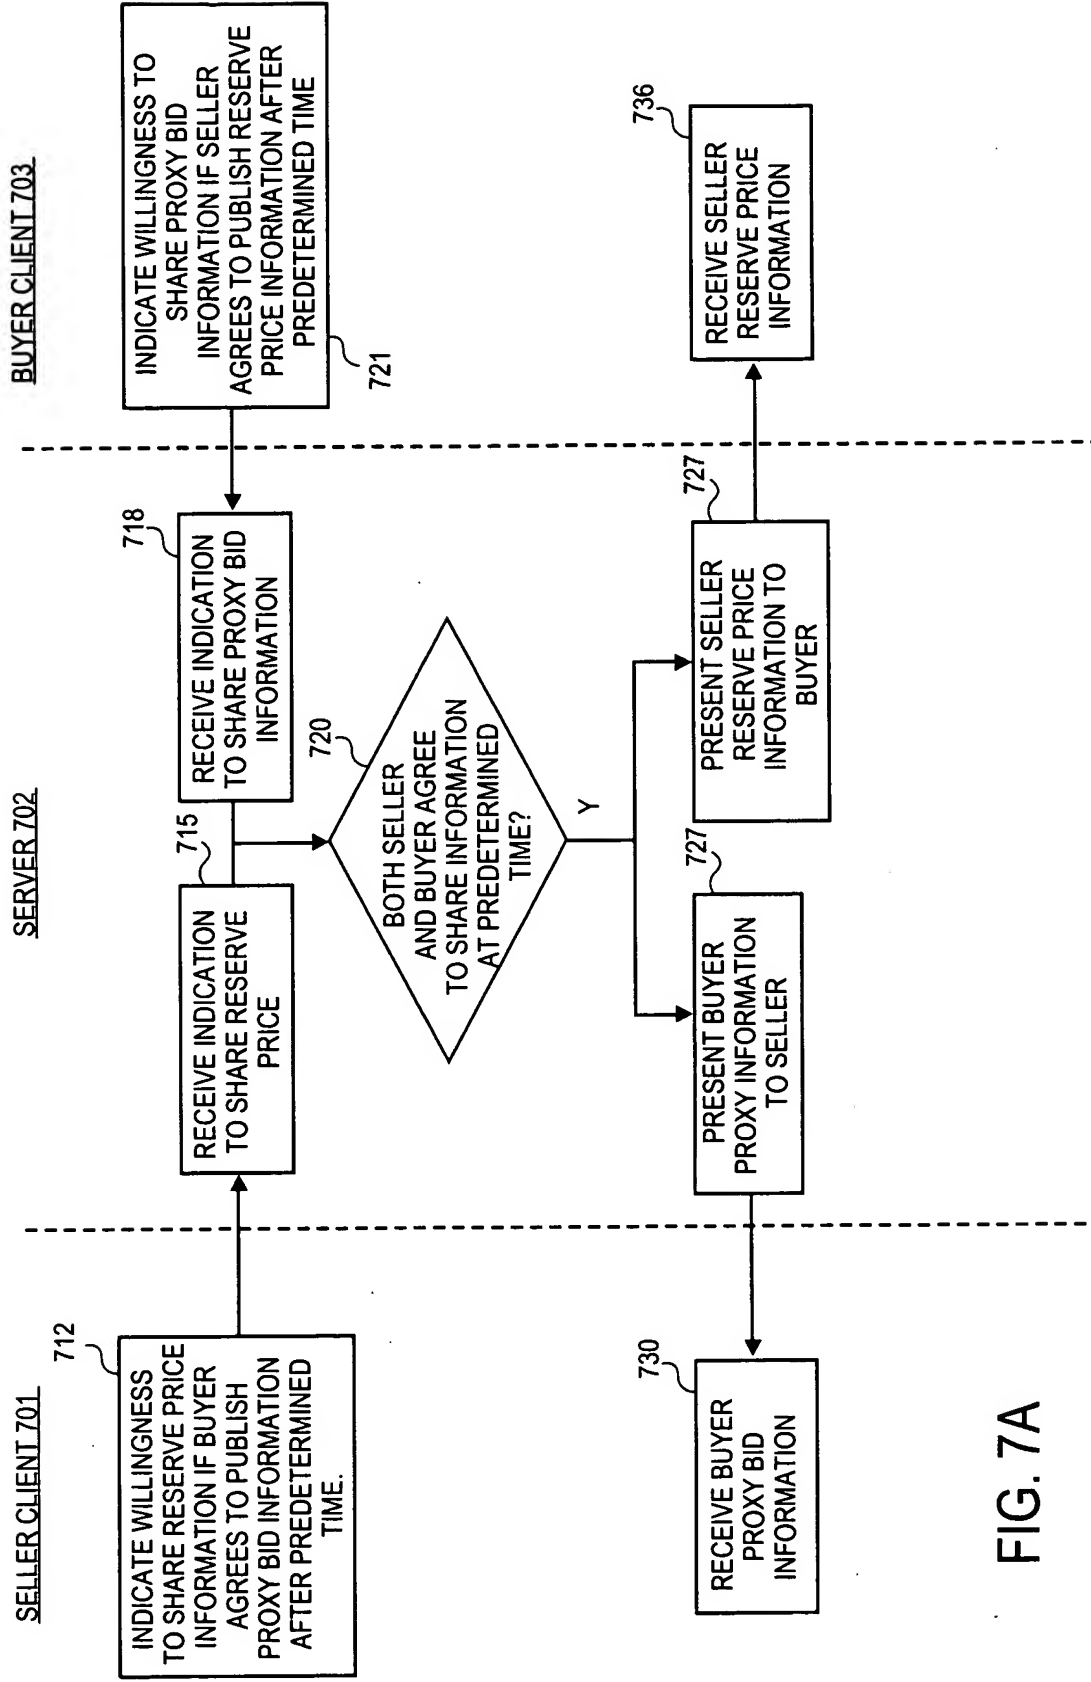 SELLER CLIENT 701
SERVER 702
BUYER CLIENT 703
712
INDICATE WILLINGNESS
TO SHARE RESERVE PRICE
INFORMATION IF BUYER
AGREES TO PUBLISH
PROXY BID INFORMATION
AFTER PREDETERMINED
TIME.
715
RECEIVE INDICATION
TO SHARE RESERVE
PRICE
718
RECEIVE INDICATION
TO SHARE PROXY BID
INFORMATION
INDICATE WILLINGNESS TO
SHARE PROXY BID
INFORMATION IF SELLER
AGREES TO PUBLISH RESERVE
PRICE INFORMATION AFTER
PREDETERMINED TIME
721
720
BOTH SELLER
AND BUYER AGREE
TO SHARE INFORMATION
AT PREDETERMINED
TIME?
Y
730
RECEIVE BUYER
PROXY BID
INFORMATION
727
PRESENT BUYER
PROXY INFORMATION
TO SELLER
727
PRESENT SELLER
RESERVE PRICE
INFORMATION TO
BUYER
736
RECEIVE SELLER
RESERVE PRICE
INFORMATION
FIG. 7A